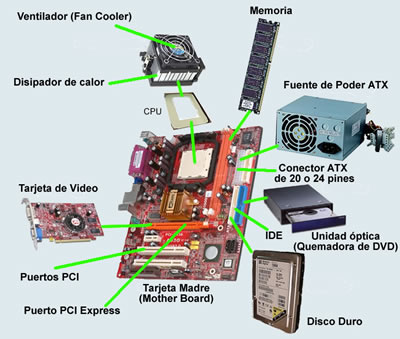 Ventilador (Fan Cooler)
Memoria
Disipador de calor
Fuente de Poder ATX
CPU
Conector ATX
de 20 o 24 pines
Tarjeta de Video
IDE
Unidad óptica
(Quemadora de DVD)
Puertos PCI
Tarjeta Madre
(Mother Board)
Puerto PCI Express
Disco Duro